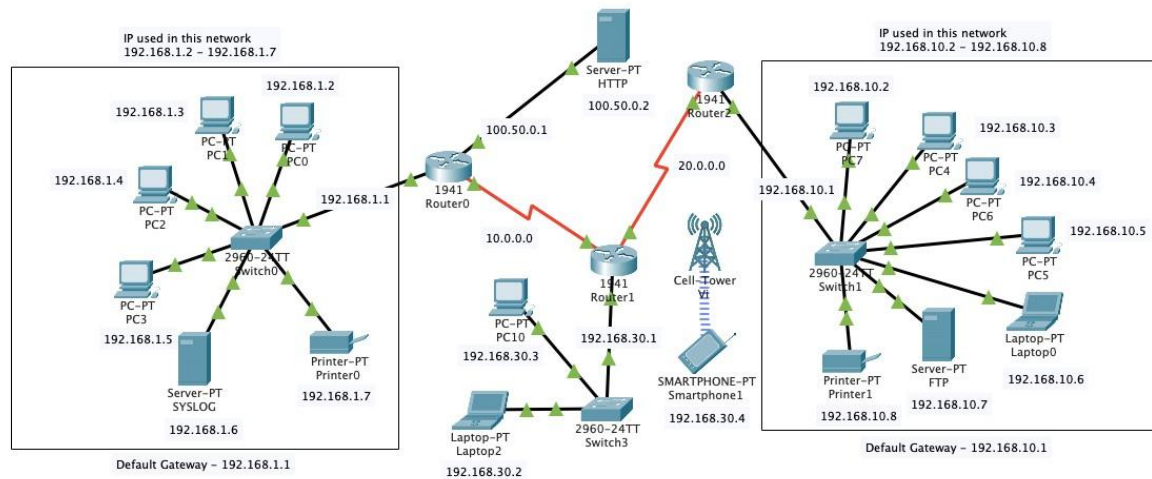 IP used in this network
192.168.1.2 - 192.168.1.7
192.168.1.2
192.168.1.3
PC-PT
PC1
PC-PT
PC0
192.168.1.4
PC-PT
PC2
192.168.1.1
2960-24TT
Switch0
PC-PT
PC3
192.168.1.5
Server-PT
SYSLOG
192.168.1.6
Printer-PT
Printer0
192.168.1.7
Default Gateway - 192.168.1.1
Server-PT
HTTP
100.50.0.2
100.50.0.1
1941
Router0
10.0.0.0
1941
Router2
20.0.0.0
1941
Router1
Cell-Tower
VI
PC-PT
PC10
192.168.30.3
192.168.30.1
SMARTPHONE-PT
Smartphone1
192.168.30.4
Laptop-PT
Laptop2
192.168.30.2
2960-24TT
Switch3
IP used in this network
192.168.10.2 - 192.168.10.8
192.168.10.2
PC-PT
PC7
192.168.10.3
PC-PT
PC4
192.168.10.4
PC-PT
PC6
192.168.10.1
192.168.10.5
PC-PT
PC5
2960-24TT
Switch1
Laptop-PT
Laptop0
192.168.10.6
Server-PT
FTP
192.168.10.7
Printer-PT
Printer1
192.168.10.8
Default Gateway - 192.168.10.1